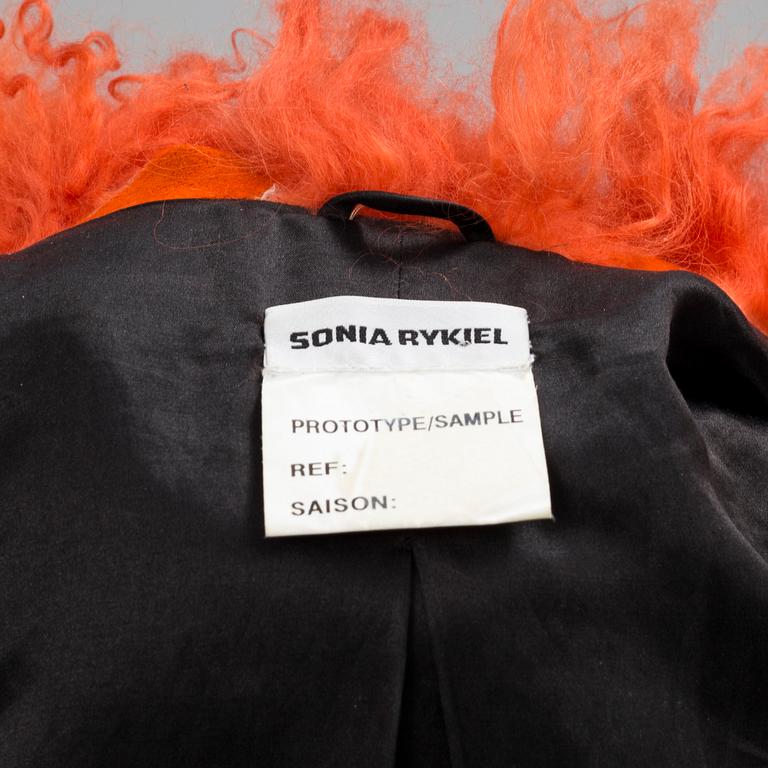 SONIA RYKIEL
PROTOTYPE/SAMPLE
REF:
SAISON: